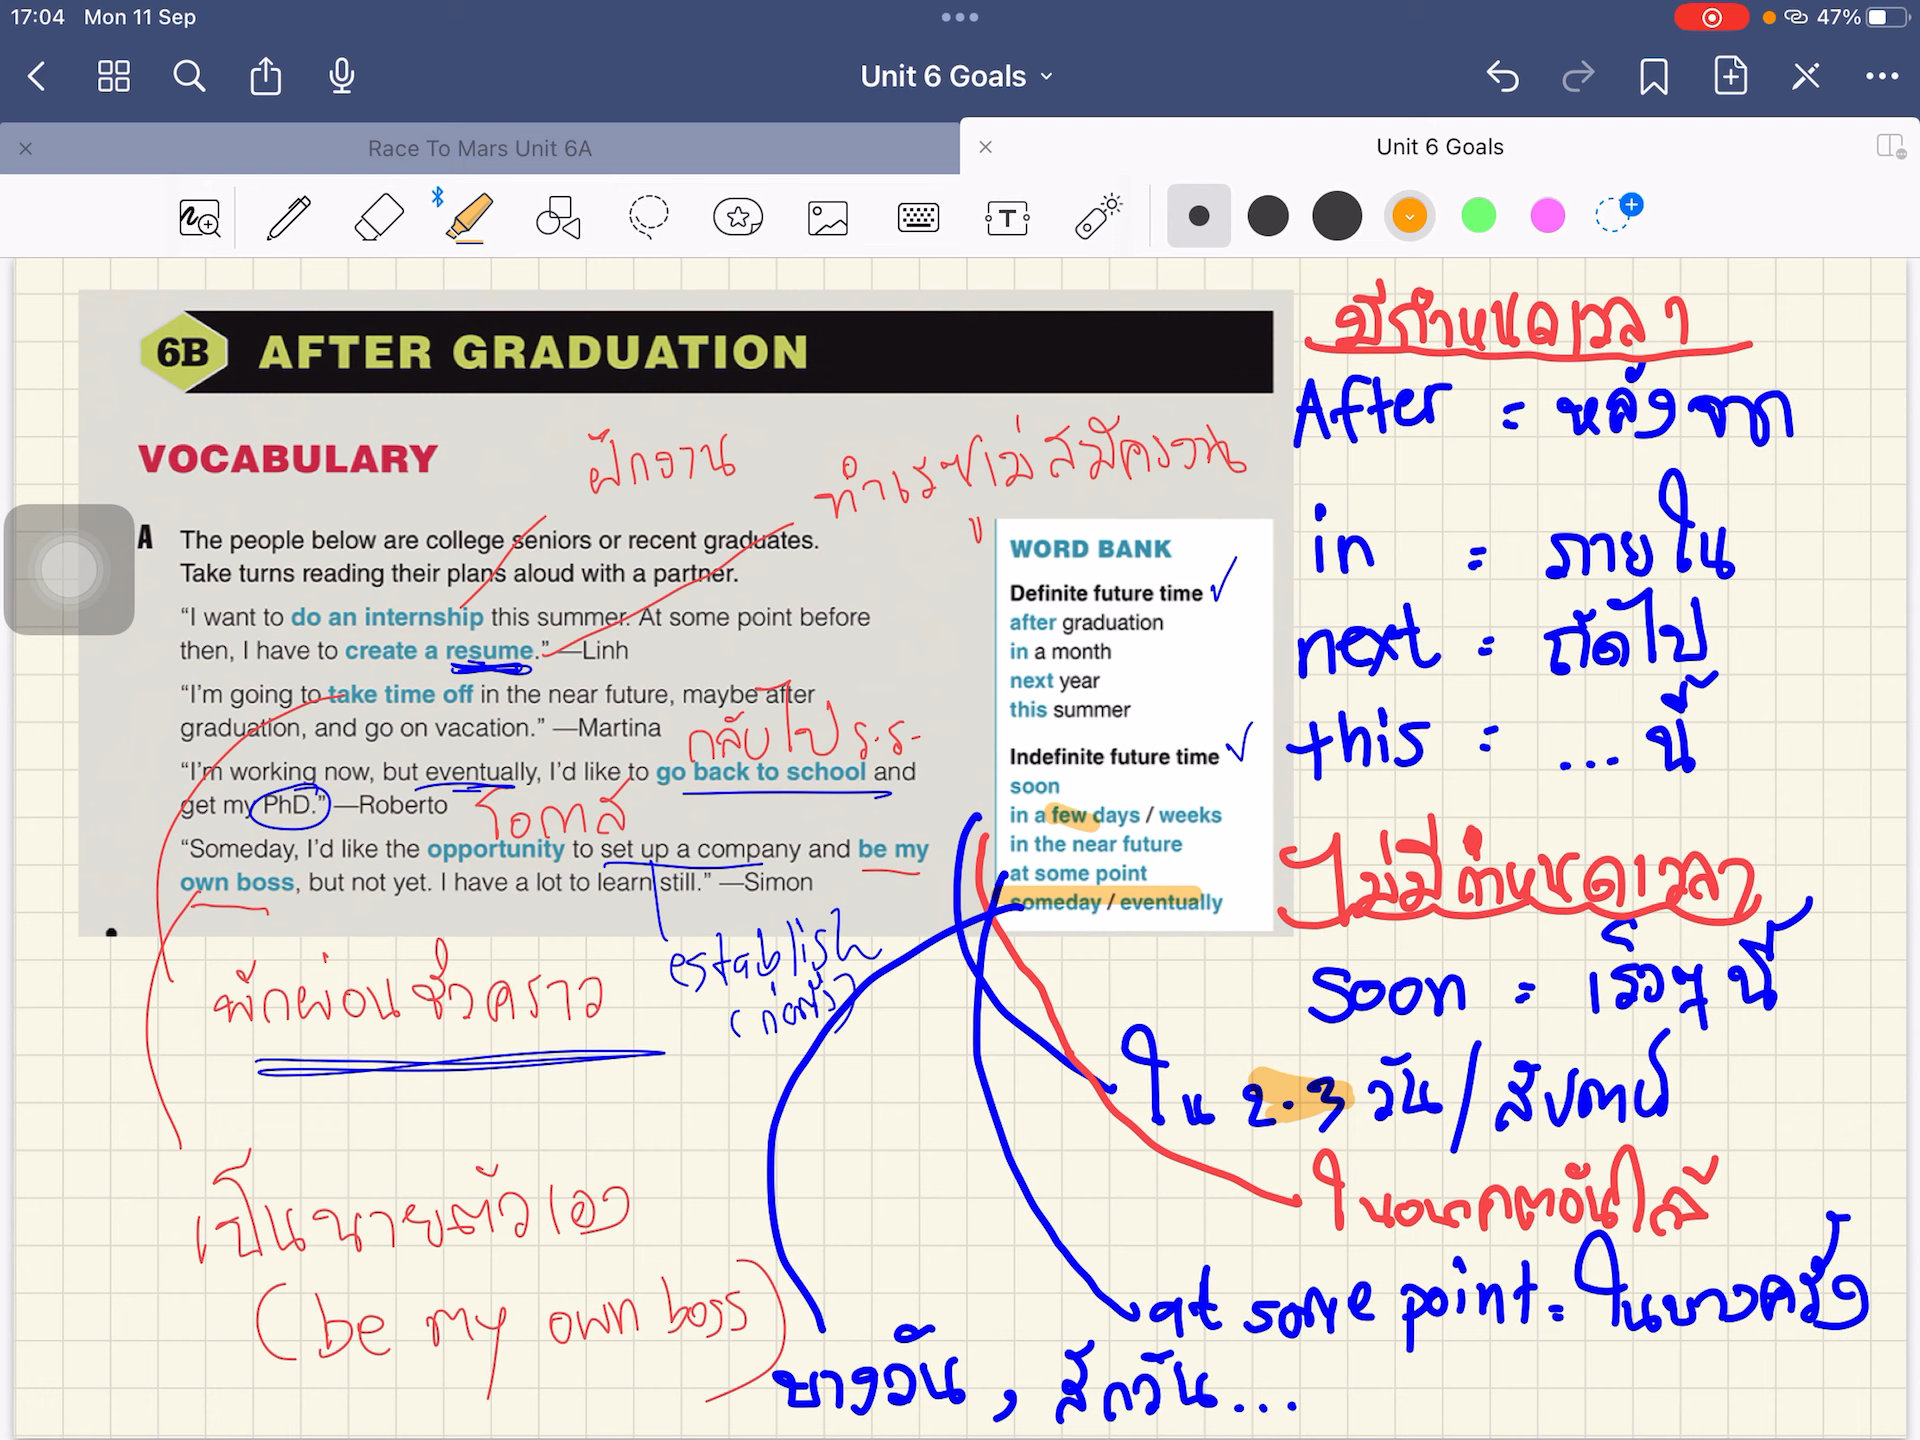 17:04 Mon 11 Sep
47%
Unit 6 Goals
Race To Mars Unit 6A
Unit 6 Goals
6B AFTER GRADUATION
VOCABULARY
ฝึกงาน
ทำเรซูเม่สมัครงาน
A The people below are college seniors or recent graduates.
Take turns reading their plans aloud with a partner.
“I want to do an internship this summer. At some point before
then, I have to create a resume.” —Linh
“I’m going to take time off in the near future, maybe after
graduation, and go on vacation.” —Martina
กลับไป ร.ร.
“I’m working now, but eventually, I’d like to go back to school and
get my PhD.” —Roberto
โอกาส
“Someday, I’d like the opportunity to set up a company and be my
own boss, but not yet. I have a lot to learn still.” —Simon
establish
(ก่อตั้ง)
พักผ่อนชั่วคราว
เป็นนายตัวเอง
(be my own boss)
WORD BANK
Definite future time
after graduation
in a month
next year
this summer
Indefinite future time
soon
in a few days / weeks
in the near future
at some point
someday / eventually
มีกำหนดเวลา
After = หลังจาก
in = ภายใน
next = ถัดไป
this = ... นี้
ไม่มีกำหนดเวลา
soon = เร็วๆ นี้
ใน 2-3 วัน / สัปดาห์
ในอนาคตอันใกล้
at some point = ในบางครั้ง
บางวัน , สักวัน...